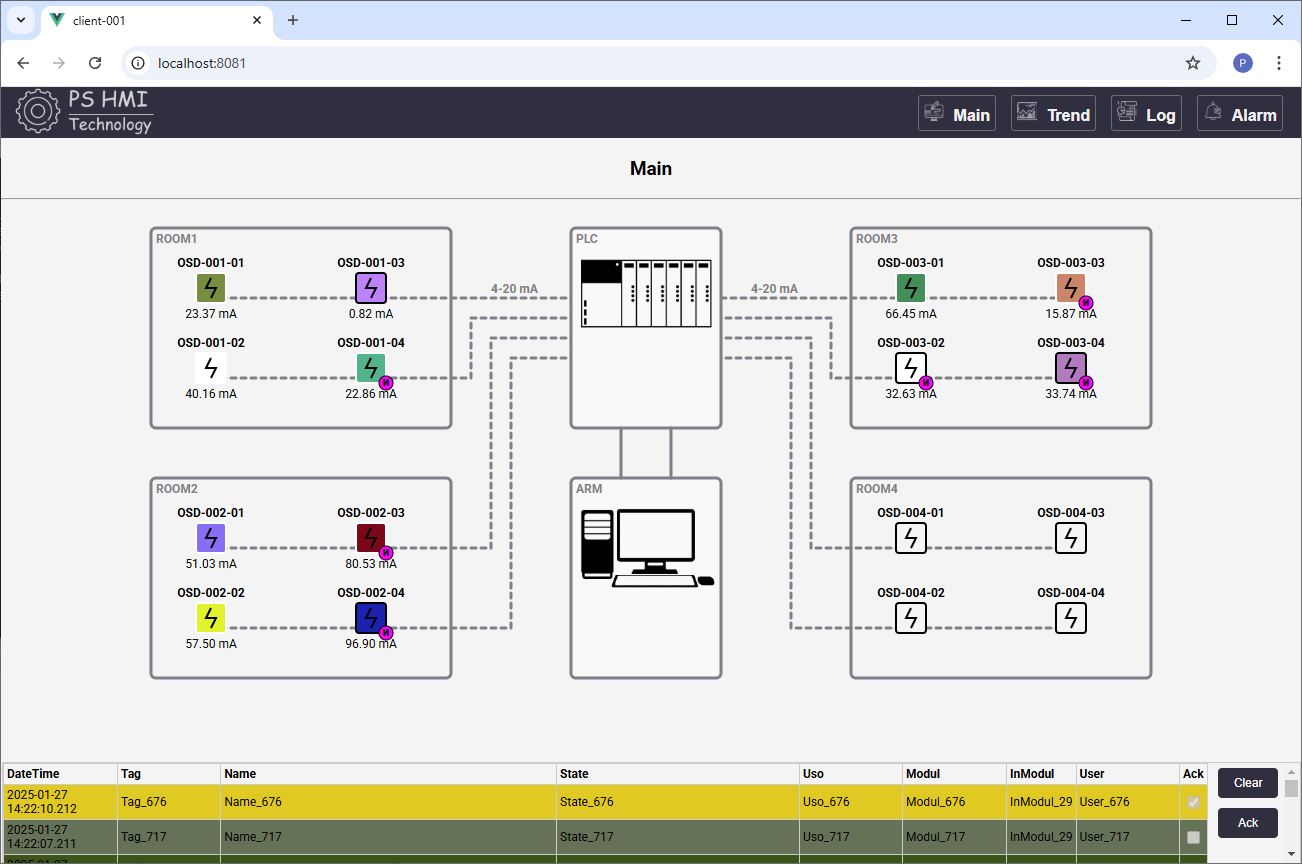 client-001
localhost:8081
P
PS HMI
Technology
Main
Trend
Log
Alarm
Main
ROOM1
OSD-001-01
OSD-001-03
23.37 mA
0.82 mA
OSD-001-02
OSD-001-04
И
40.16 mA
22.86 mA
4-20 mA
PLC
4-20 mA
ROOM3
OSD-003-01
OSD-003-03
И
66.45 mA
15.87 mA
OSD-003-02
OSD-003-04
И
И
32.63 mA
33.74 mA
ROOM2
OSD-002-01
OSD-002-03
И
51.03 mA
80.53 mA
OSD-002-02
OSD-002-04
И
57.50 mA
96.90 mA
ARM
ROOM4
OSD-004-01
OSD-004-03
OSD-004-02
OSD-004-04
DateTime Tag Name State Uso Modul InModul User Ack
2025-01-27
14:22:10.212 Tag_676 Name_676 State_676 Uso_676 Modul_676 InModul_29 User_676
2025-01-27
14:22:07.211 Tag_717 Name_717 State_717 Uso_717 Modul_717 InModul_29 User_717
Clear
Ack